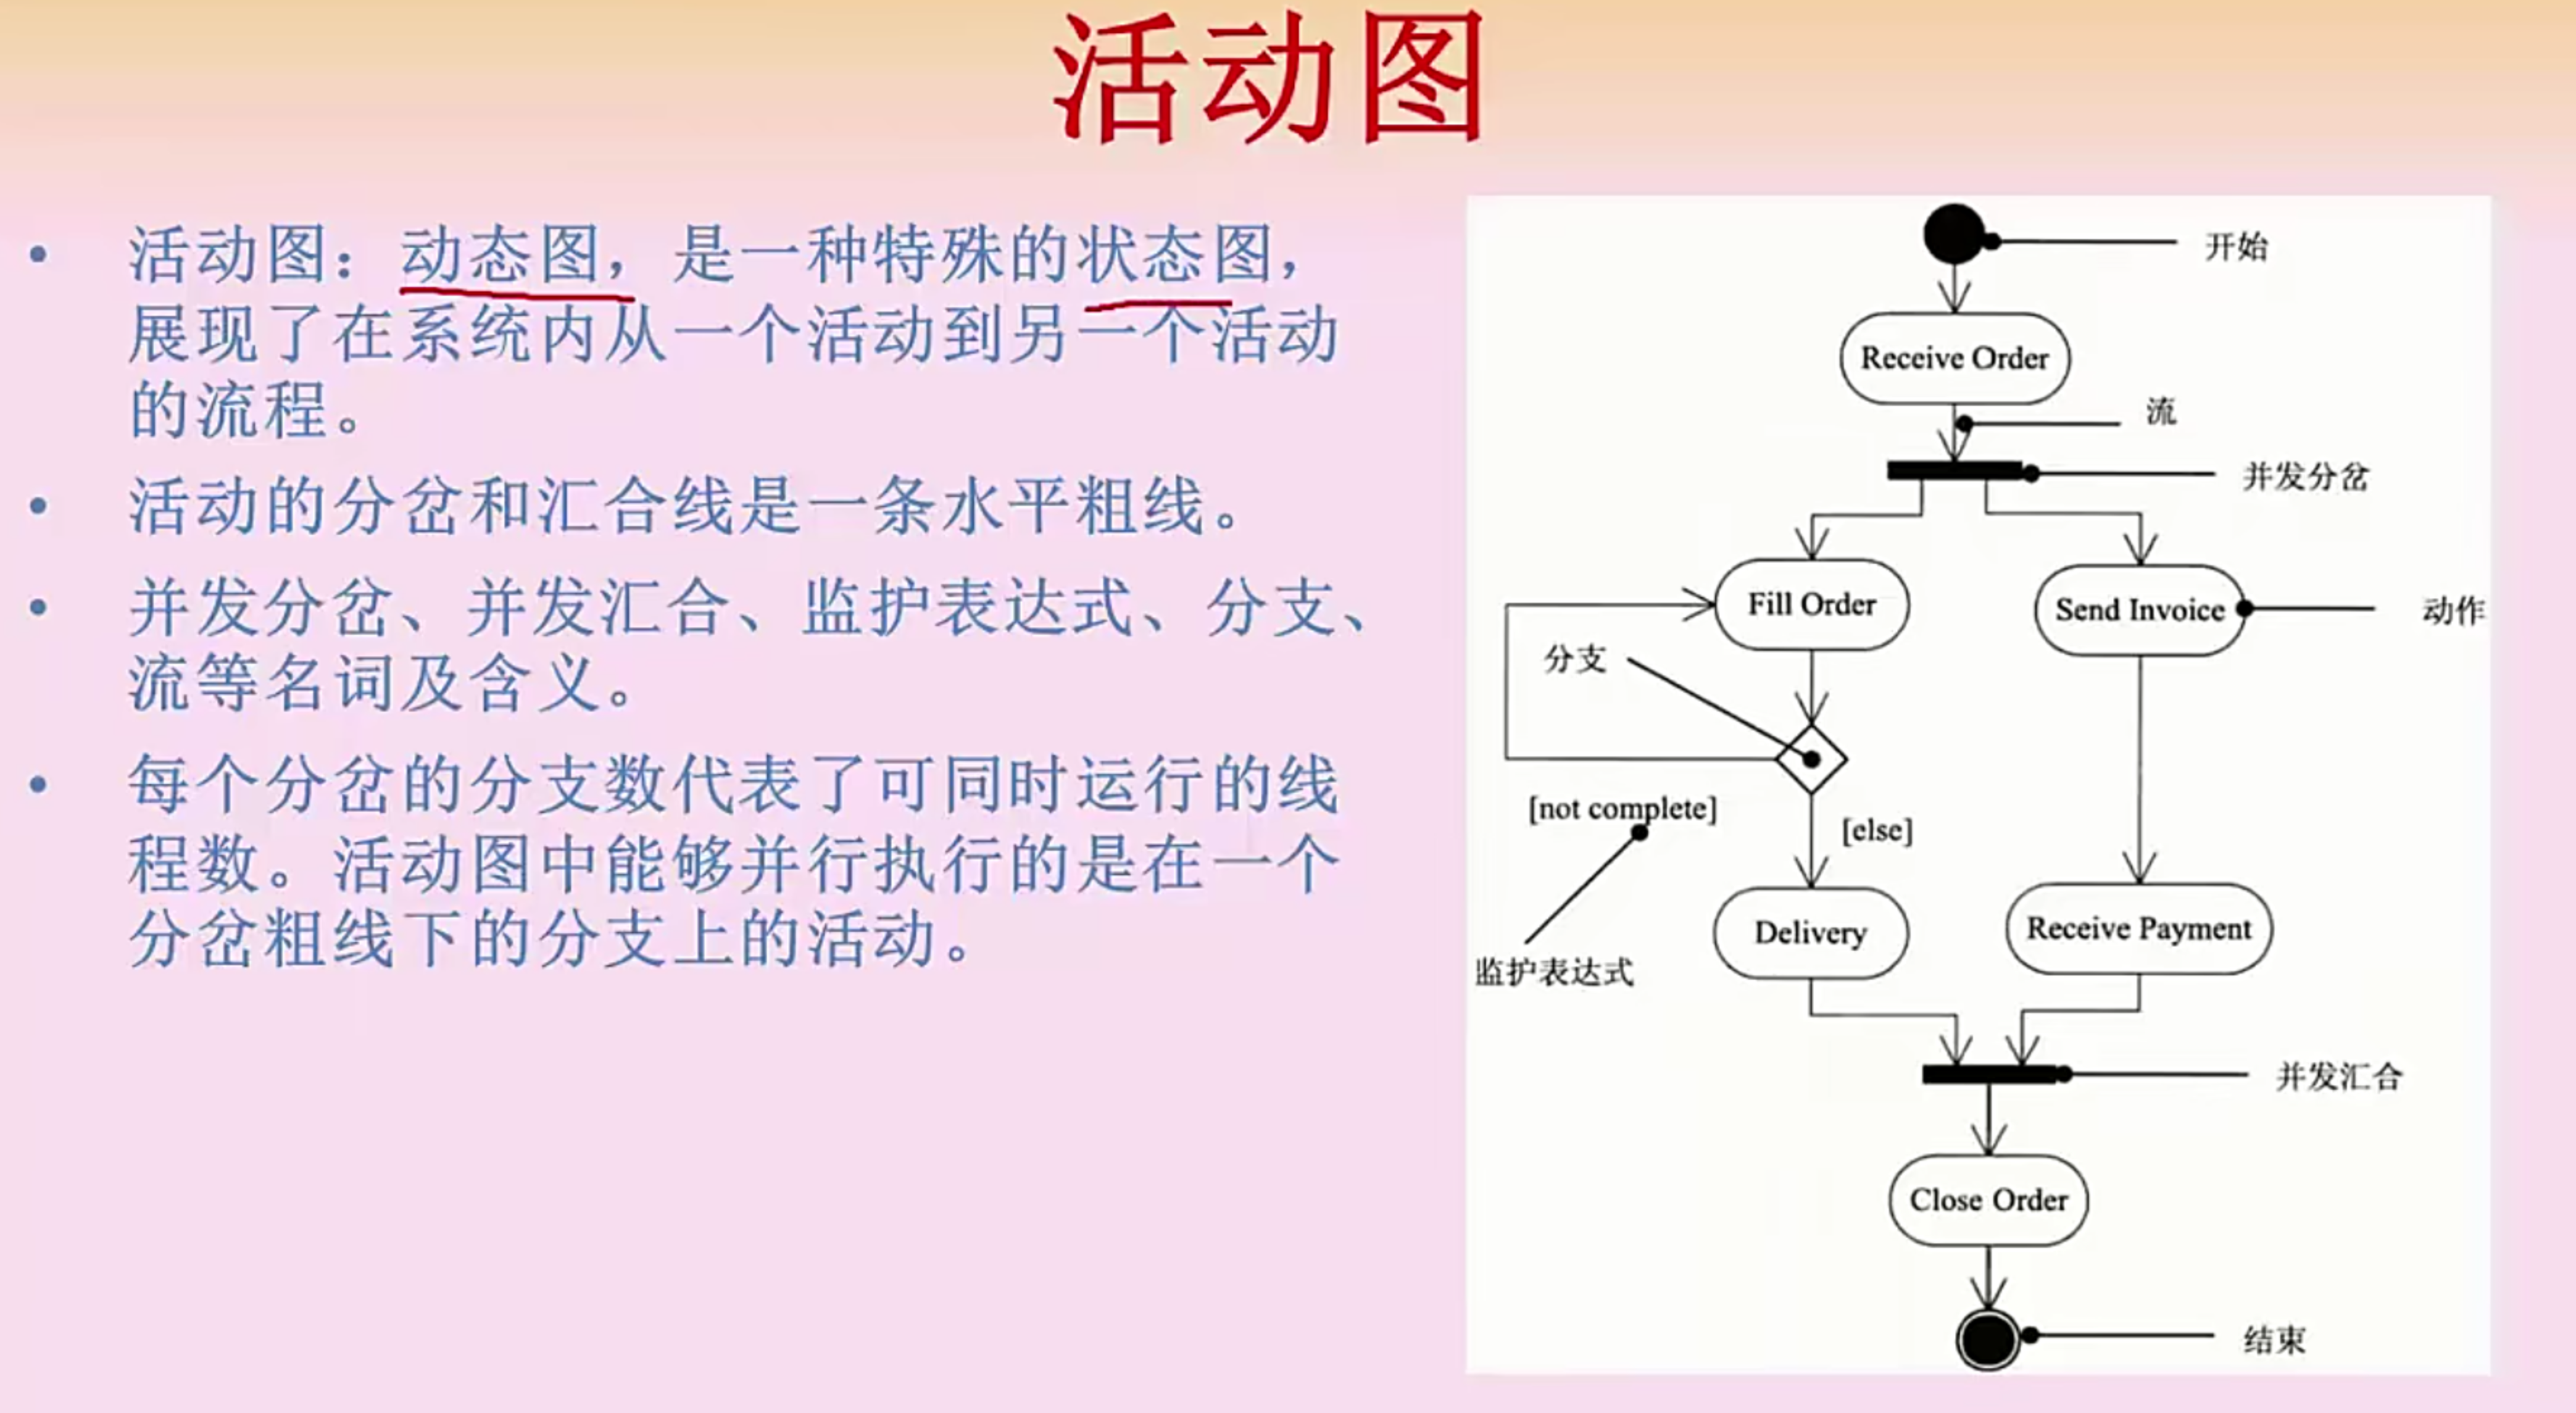 活动图
活动图：动态图，是一种特殊的状态图，
展现了在系统内从一个活动到另一个活动
的流程。
活动的分岔和汇合线是一条水平粗线。
并发分岔、并发汇合、监护表达式、分支、
流等名词及含义。
每个分岔的分支数代表了可同时运行的线
程数。活动图中能够并行执行的是在一个
分岔粗线下的分支上的活动。
开始
Receive Order
流
并发分岔
Fill Order
Send Invoice
动作
分支
[not complete]
[else]
监护表达式
Delivery
Receive Payment
并发汇合
Close Order
结束